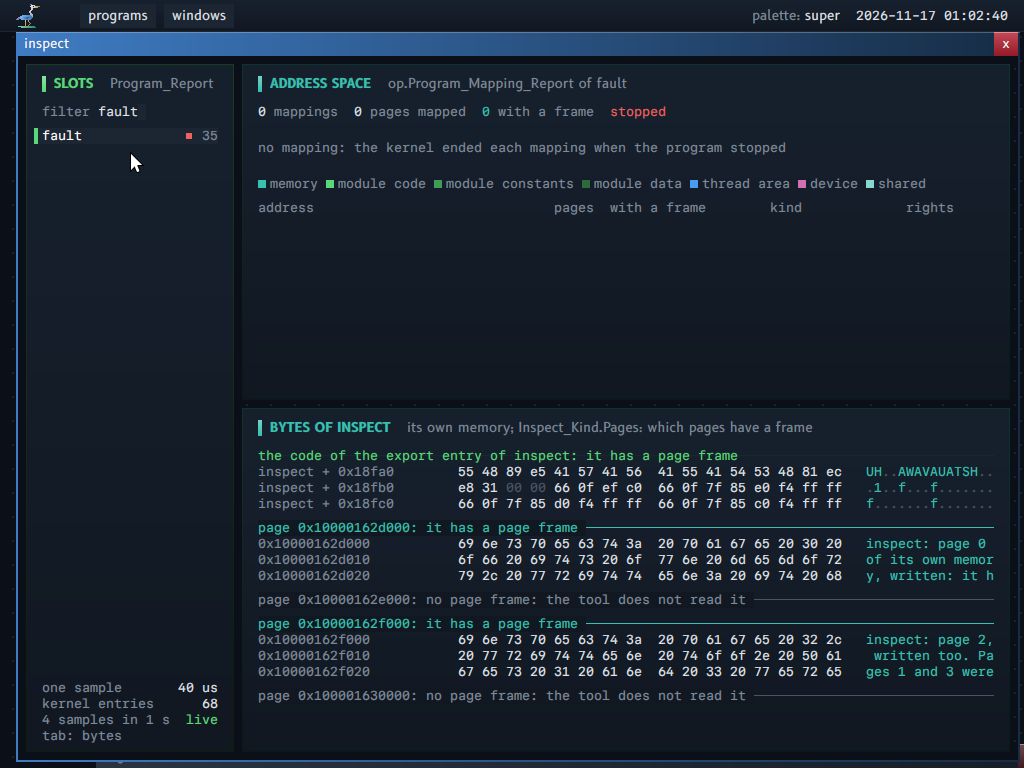 programs windows palette: super 2026-11-17 01:02:40
inspect x
SLOTS Program_Report
filter fault
fault 35
one sample 40 us
kernel entries 68
4 samples in 1 s live
tab: bytes
ADDRESS SPACE op.Program_Mapping_Report of fault
0 mappings 0 pages mapped 0 with a frame stopped
no mapping: the kernel ended each mapping when the program stopped
memory module code module constants module data thread area device shared
address pages with a frame kind rights
BYTES OF INSPECT its own memory; Inspect_Kind.Pages: which pages have a frame
the code of the export entry of inspect: it has a page frame
inspect + 0x18fa0 55 48 89 e5 41 57 41 56 41 55 41 54 53 48 81 ec UH..AWAVAUATSH..
inspect + 0x18fb0 e8 31 00 00 66 0f ef c0 66 0f 7f 85 e0 f4 ff ff .1..f...f.......
inspect + 0x18fc0 66 0f 7f 85 d0 f4 ff ff 66 0f 7f 85 c0 f4 ff ff f.......f.......
page 0x10000162d000: it has a page frame
0x10000162d000 69 6e 73 70 65 63 74 3a 20 70 61 67 65 20 30 20 inspect: page 0
0x10000162d010 6f 66 20 69 74 73 20 6f 77 6e 20 6d 65 6d 6f 72 of its own memor
0x10000162d020 79 2c 20 77 72 69 74 74 65 6e 3a 20 69 74 20 68 y, written: it h
page 0x10000162e000: no page frame: the tool does not read it
page 0x10000162f000: it has a page frame
0x10000162f000 69 6e 73 70 65 63 74 3a 20 70 61 67 65 20 32 2c inspect: page 2,
0x10000162f010 20 77 72 69 74 74 65 6e 20 74 6f 6f 2e 20 50 61 written too. Pa
0x10000162f020 67 65 73 20 31 20 61 6e 64 20 33 20 77 65 72 65 ges 1 and 3 were
page 0x100001630000: no page frame: the tool does not read it